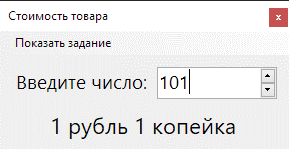 Стоимость товара
Показать задание
Введите число: 101
1 рубль 1 копейка